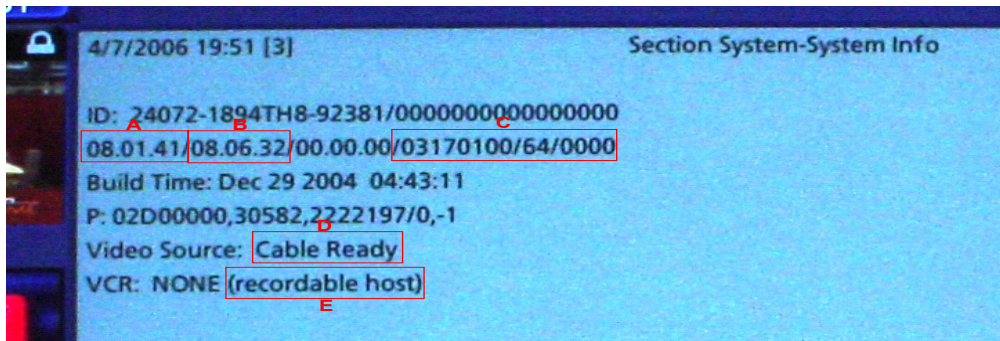 4/7/2006 19:51 [3] Section System-System Info
ID: 24072-1894TH8-92381/0000000000000000
A B C
08.01.41/08.06.32/00.00.00/03170100/64/0000
Build Time: Dec 29 2004 04:43:11
P: 02D00000,30582,2222197/0,-1
D
Video Source: Cable Ready
VCR: NONE (recordable host)
E